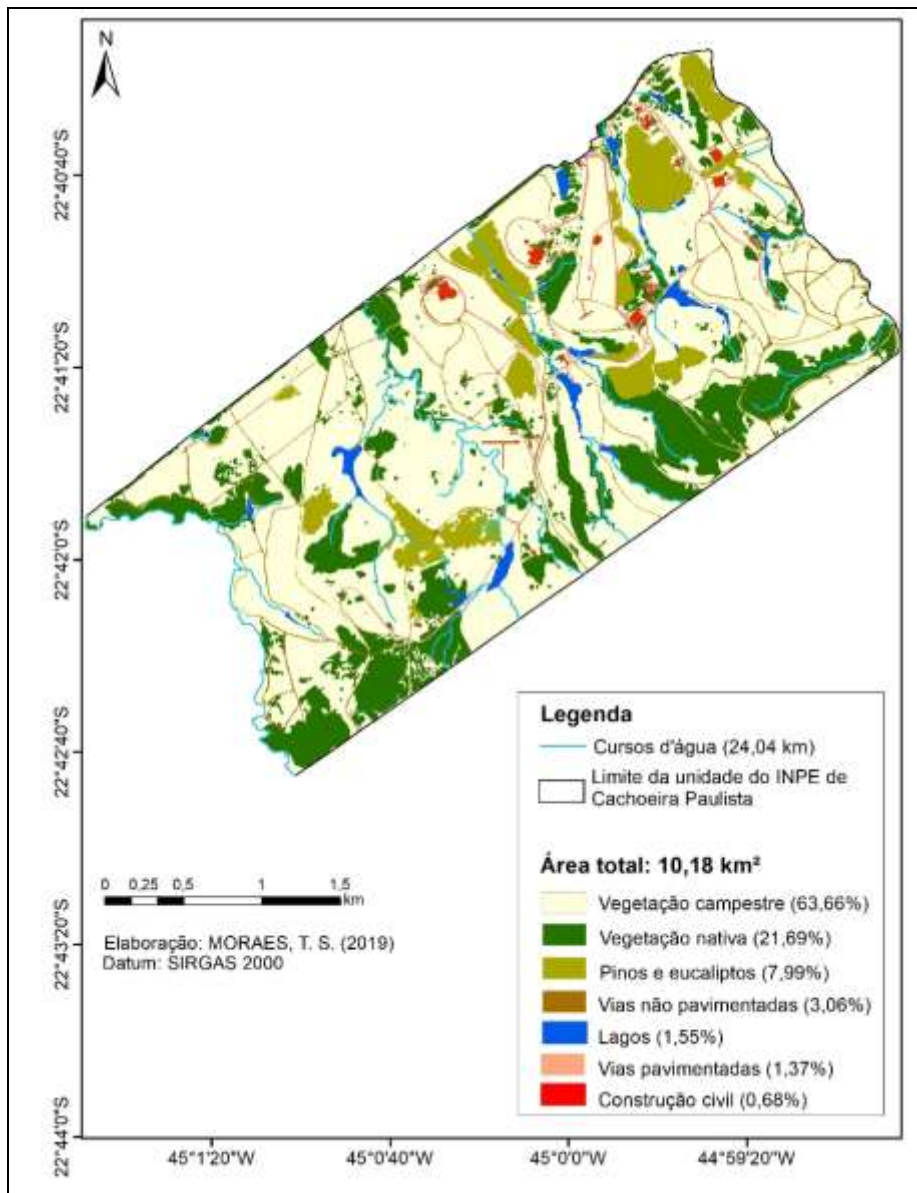 N
22°40'40"S
22°41'20"S
22°42'0"S
22°42'40"S
22°43'20"S
22°44'0"S
Legenda
Cursos d'água (24,04 km)
Limite da unidade do INPE de
Cachoeira Paulista
Área total: 10,18 km²
Vegetação campestre (63,66%)
Vegetação nativa (21,69%)
Pinos e eucaliptos (7,99%)
Vias não pavimentadas (3,06%)
Lagos (1,55%)
Vias pavimentadas (1,37%)
Construção civil (0,68%)
0 0,25 0,5 1 1,5
km
Elaboração: MORAES, T. S. (2019)
Datum: SIRGAS 2000
45°1'20"W 45°0'40"W 45°0'0"W 44°59'20"W